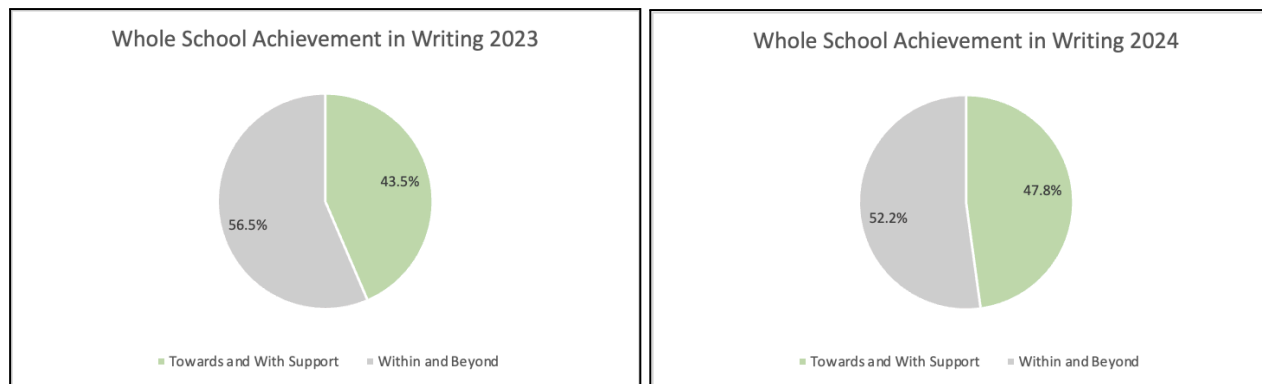 Whole School Achievement in Writing 2023
43.5%
56.5%
Towards and With Support
Within and Beyond
Whole School Achievement in Writing 2024
47.8%
52.2%
Towards and With Support
Within and Beyond